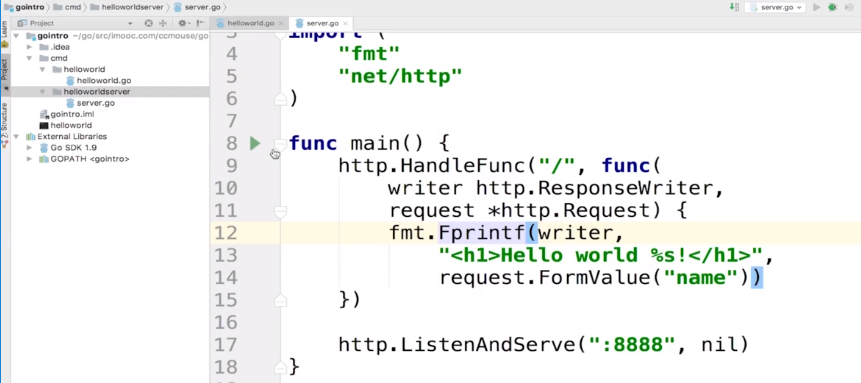 gointro cmd helloworldserver server.go
server.go
Project
helloworld.go
server.go
Learn
Project
Z: Structure
gointro ~/go/src/imooc.com/ccmouse/go
.idea
cmd
helloworld
helloworld.go
helloworldserver
server.go
gointro.iml
helloworld
External Libraries
Go SDK 1.9
GOPATH <gointro>
3 import (
4 "fmt"
5 "net/http"
6 )
7
8 func main() {
9 http.HandleFunc("/", func(
10 writer http.ResponseWriter,
11 request *http.Request) {
12 fmt.Fprintf(writer,
13 "<h1>Hello world %s!</h1>",
14 request.FormValue("name"))
15 })
16
17 http.ListenAndServe(":8888", nil)
18 }